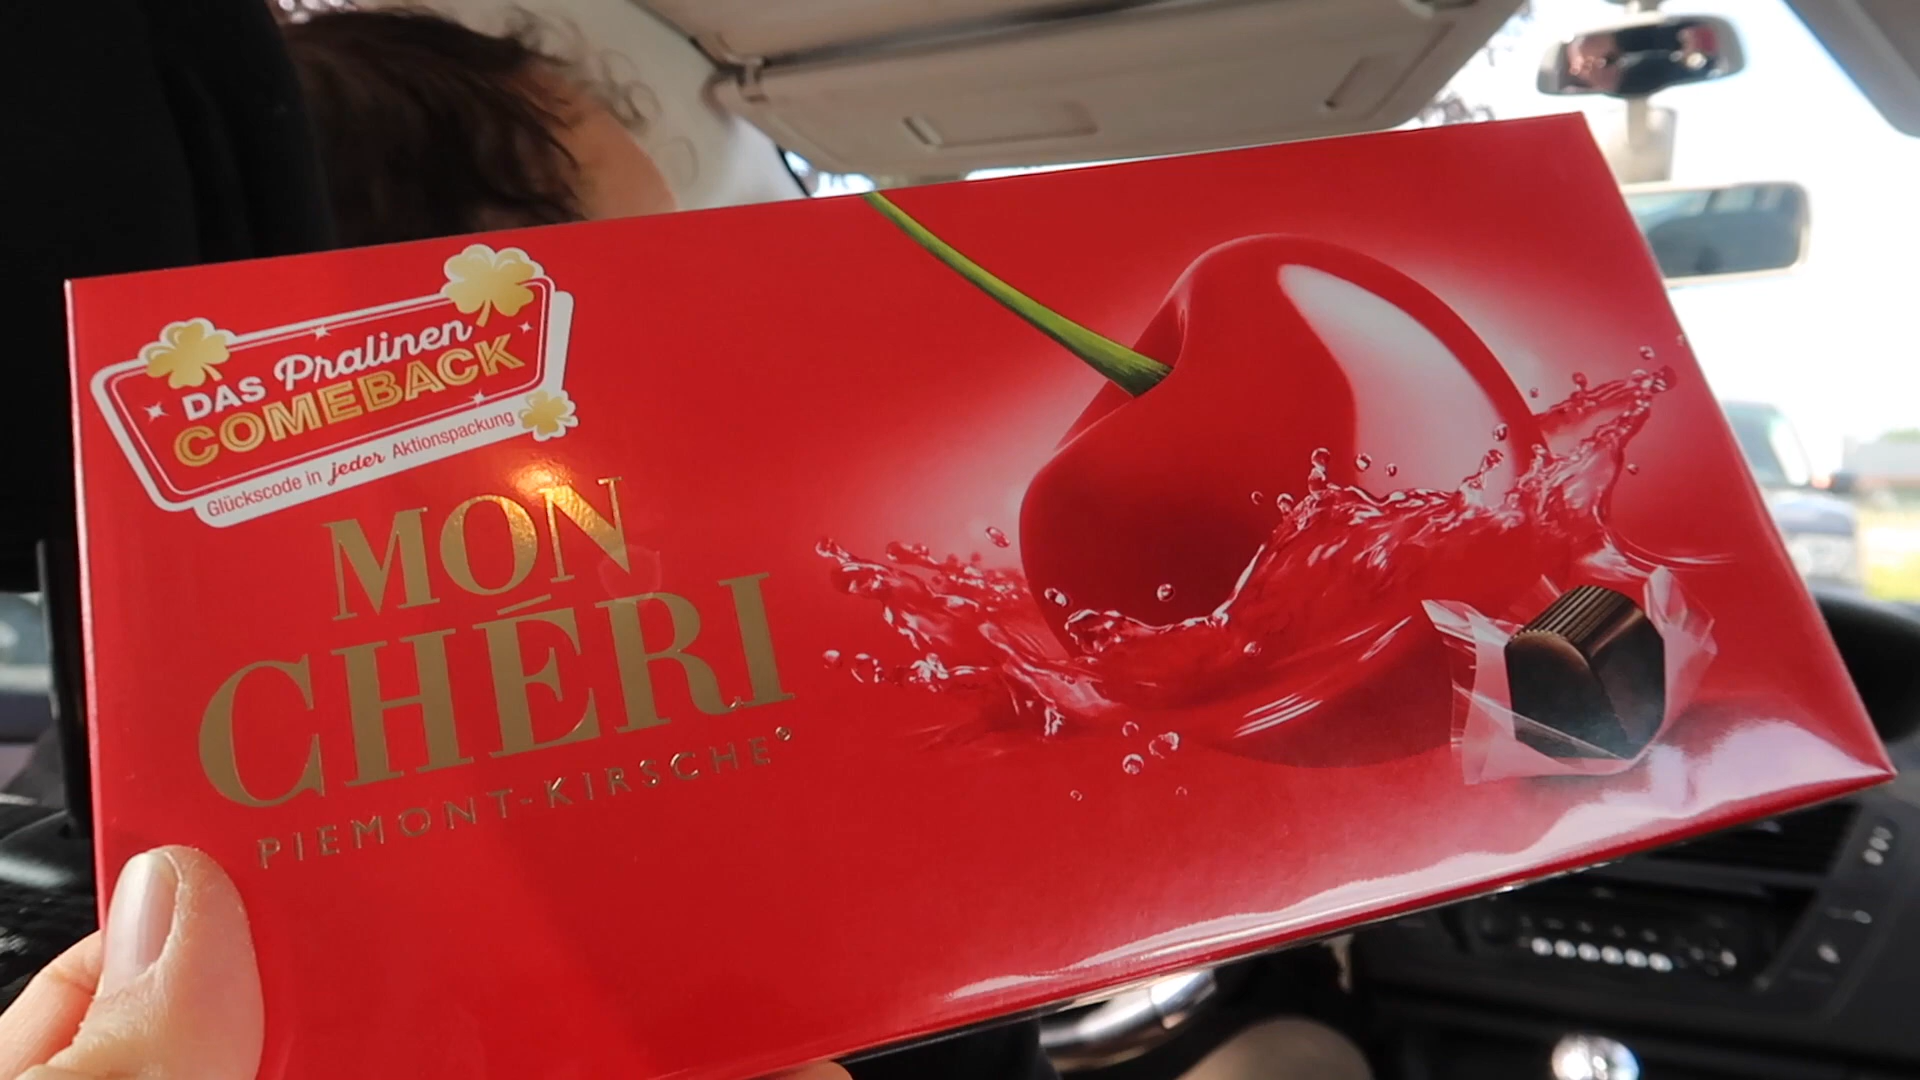 DAS Pralinen
COMEBACK
Glückscode in jeder Aktionspackung
MON
CHÉRI
PIEMONT-KIRSCHE